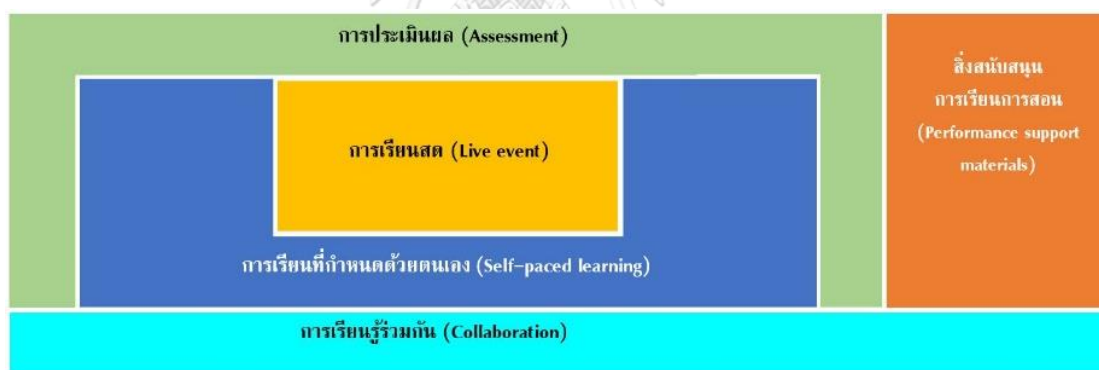 การประเมินผล (Assessment)
สิ่งสนับสนุน
การเรียนการสอน
(Performance support
materials)
การเรียนสด (Live event)
การเรียนที่กำหนดด้วยตนเอง (Self-paced learning)
การเรียนรู้ร่วมกัน (Collaboration)